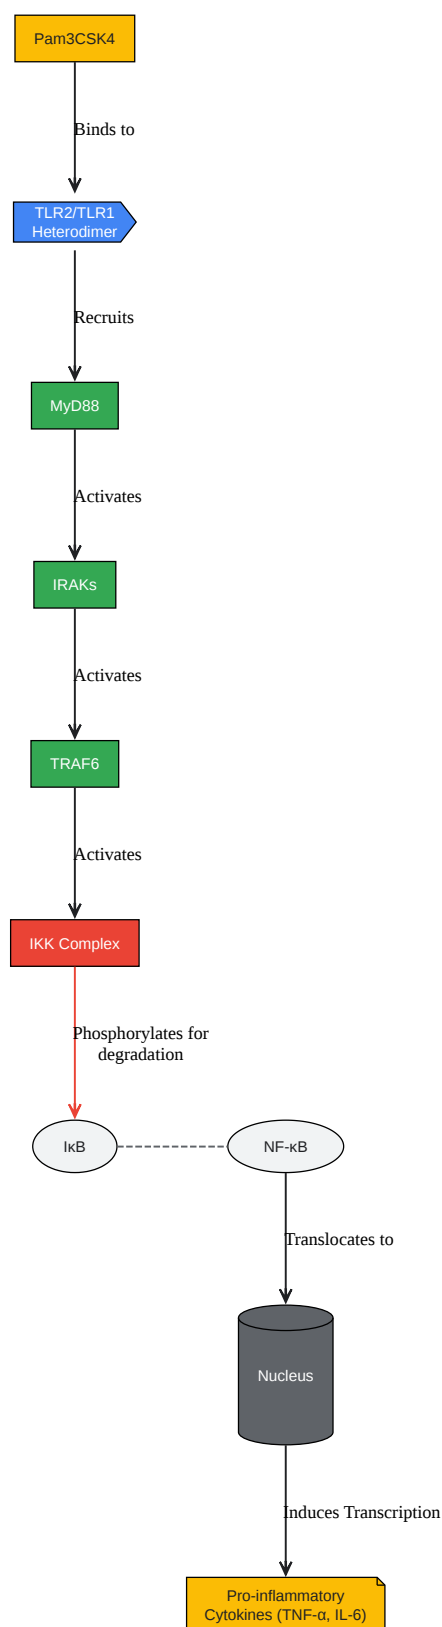 Pam3CSK4
Binds to
TLR2/TLR1
Heterodimer
Recruits
MyD88
Activates
IRAKs
Activates
TRAF6
Activates
IKK Complex
Phosphorylates for
degradation
IκB
NF-κB
Translocates to
Nucleus
Induces Transcription
Pro-inflammatory
Cytokines (TNF-α, IL-6)